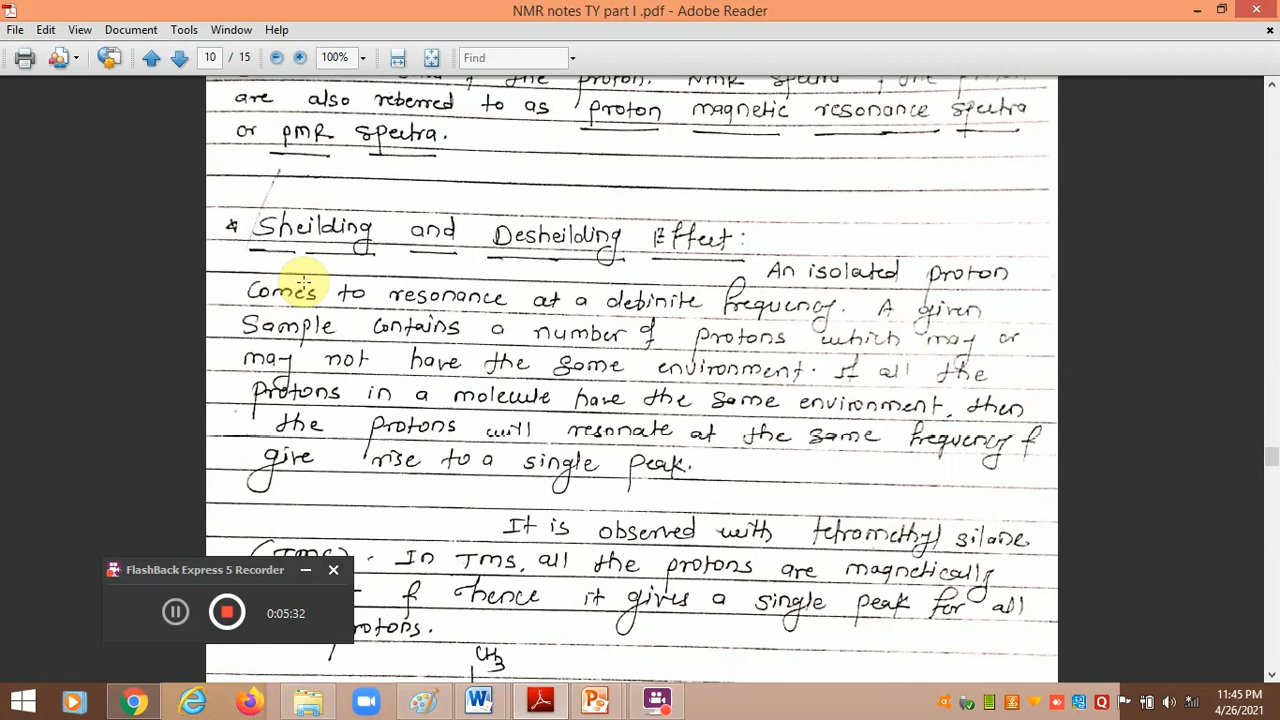 NMR notes TY part I .pdf - Adobe Reader
File Edit View Document Tools Window Help
10 / 15 100% Find
the proton. NMR
are also reberred to as proton magnetic resonance spectra
or PMR spectra.
* Sheilding and Desheilding Effect:
An isolated proton
Comes to resonance at a debinite frequency. A given
Sample contains a number of protons which may or
may not have the same environment. If all the
protons in a molecule have the same environment, then
the protons will resonate at the same frequency f
give rise to a single peak.
It is observed with tetramethyl silane
(TMS). In TMS, all the protons are magnetically
f hence it gives a single peak for all
rotons.
CH3
FlashBack Express 5 Recorder
0:05:32
11:45 PM
4/26/2021